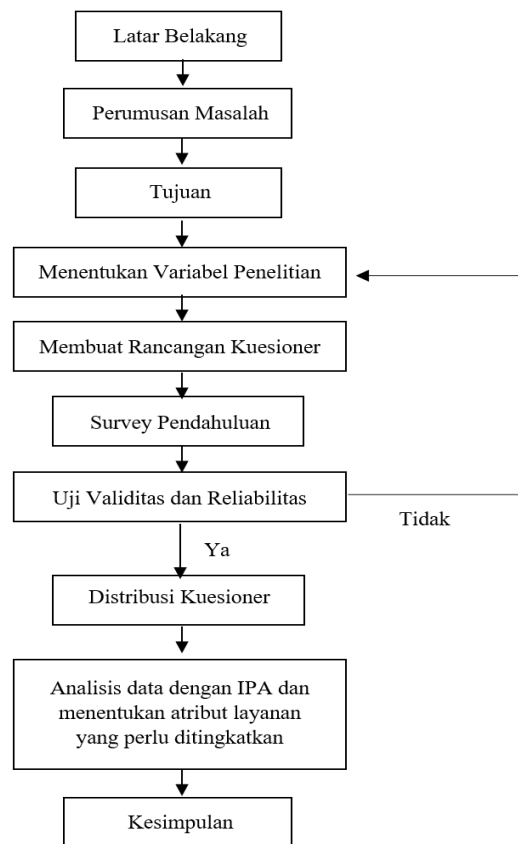 Latar Belakang
Perumusan Masalah
Tujuan
Menentukan Variabel Penelitian
Membuat Rancangan Kuesioner
Survey Pendahuluan
Uji Validitas dan Reliabilitas
Tidak
Ya
Distribusi Kuesioner
Analisis data dengan IPA dan
menentukan atribut layanan
yang perlu ditingkatkan
Kesimpulan